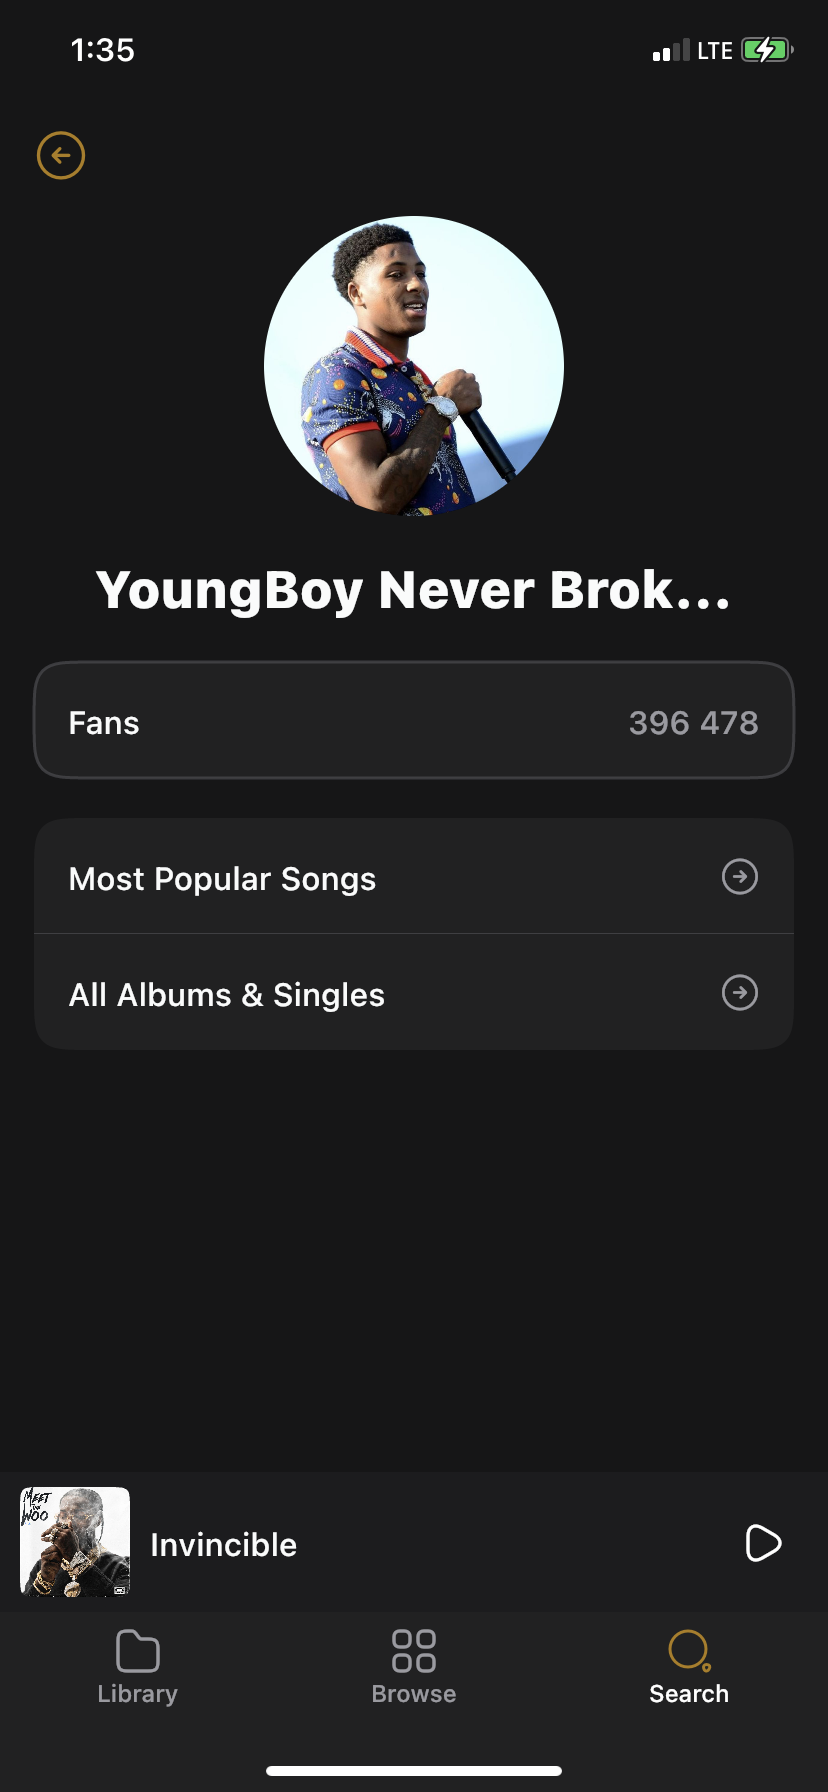 1:35
LTE
YoungBoy Never Brok...
Fans
396 478
Most Popular Songs
All Albums & Singles
MEET
THE
WOO
Invincible
Library
Browse
Search